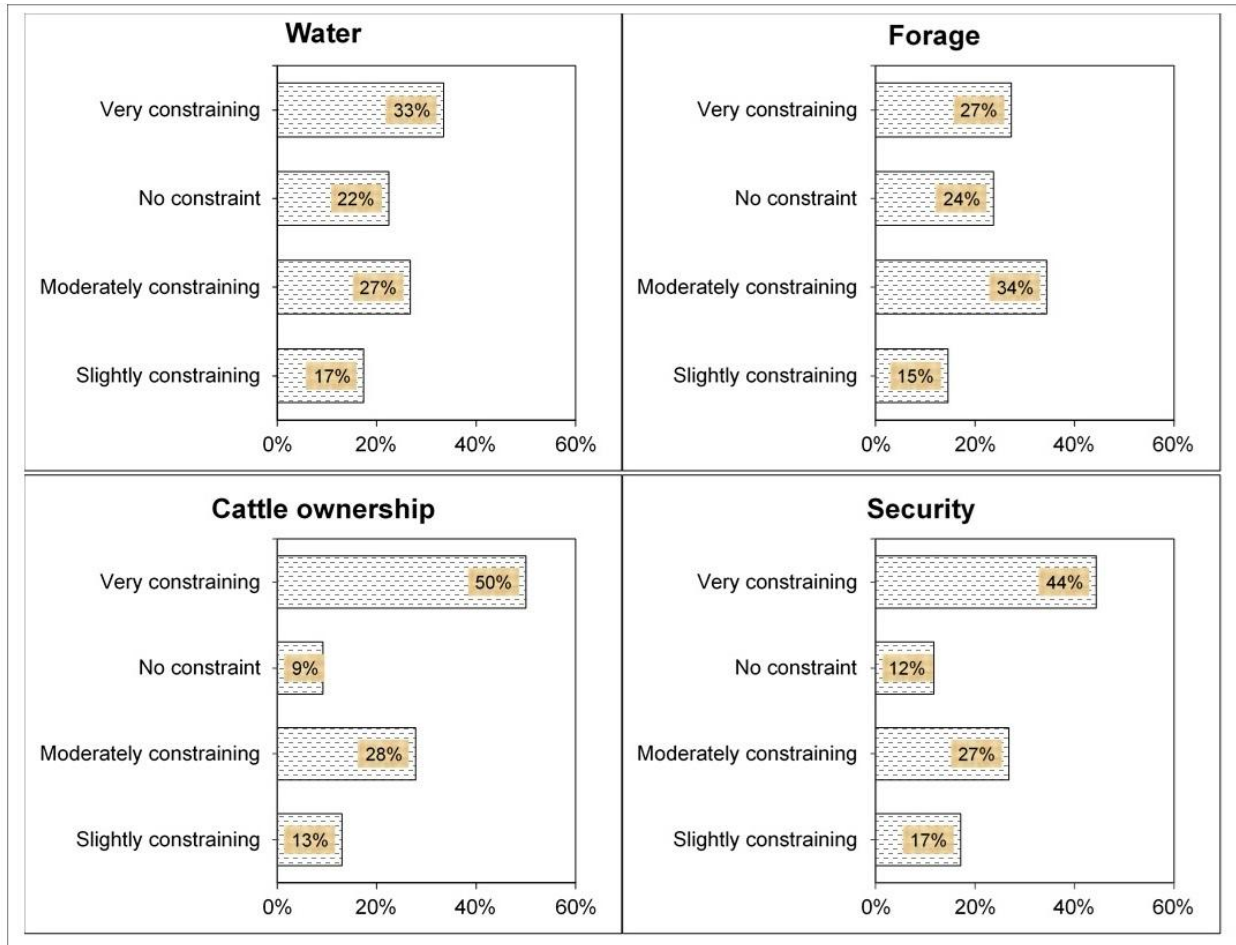 Water
Very constraining 33%
No constraint 22%
Moderately constraining 27%
Slightly constraining 17%
0% 20% 40% 60%
Forage
Very constraining 27%
No constraint 24%
Moderately constraining 34%
Slightly constraining 15%
0% 20% 40% 60%
Cattle ownership
Very constraining 50%
No constraint 9%
Moderately constraining 28%
Slightly constraining 13%
0% 20% 40% 60%
Security
Very constraining 44%
No constraint 12%
Moderately constraining 27%
Slightly constraining 17%
0% 20% 40% 60%